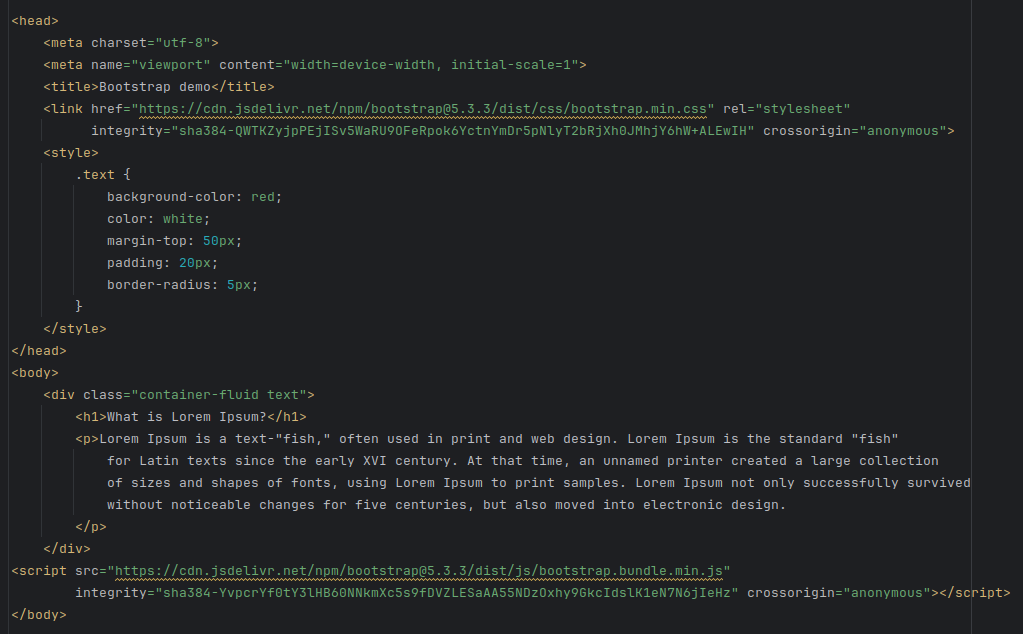 <head>
<meta charset="utf-8">
<meta name="viewport" content="width=device-width, initial-scale=1">
<title>Bootstrap demo</title>
<link href="https://cdn.jsdelivr.net/npm/bootstrap@5.3.3/dist/css/bootstrap.min.css" rel="stylesheet"
integrity="sha384-QWTKZyjpPEjISv5WaRU9OFeRpok6YctnYmDr5pNlyT2bRjXh0JMhjY6hW+ALEwIH" crossorigin="anonymous">
<style>
.text {
background-color: red;
color: white;
margin-top: 50px;
padding: 20px;
border-radius: 5px;
}
</style>
</head>
<body>
<div class="container-fluid text">
<h1>What is Lorem Ipsum?</h1>
<p>Lorem Ipsum is a text-"fish," often used in print and web design. Lorem Ipsum is the standard "fish"
for Latin texts since the early XVI century. At that time, an unnamed printer created a large collection
of sizes and shapes of fonts, using Lorem Ipsum to print samples. Lorem Ipsum not only successfully survived
without noticeable changes for five centuries, but also moved into electronic design.
</p>
</div>
<script src="https://cdn.jsdelivr.net/npm/bootstrap@5.3.3/dist/js/bootstrap.bundle.min.js"
integrity="sha384-YvpcrYf0tY3lHB60NNkmXc5s9fDVZLESaAA55NDzOxhy9GkcIdslK1eN7N6jIeHz" crossorigin="anonymous"></script>
</body>